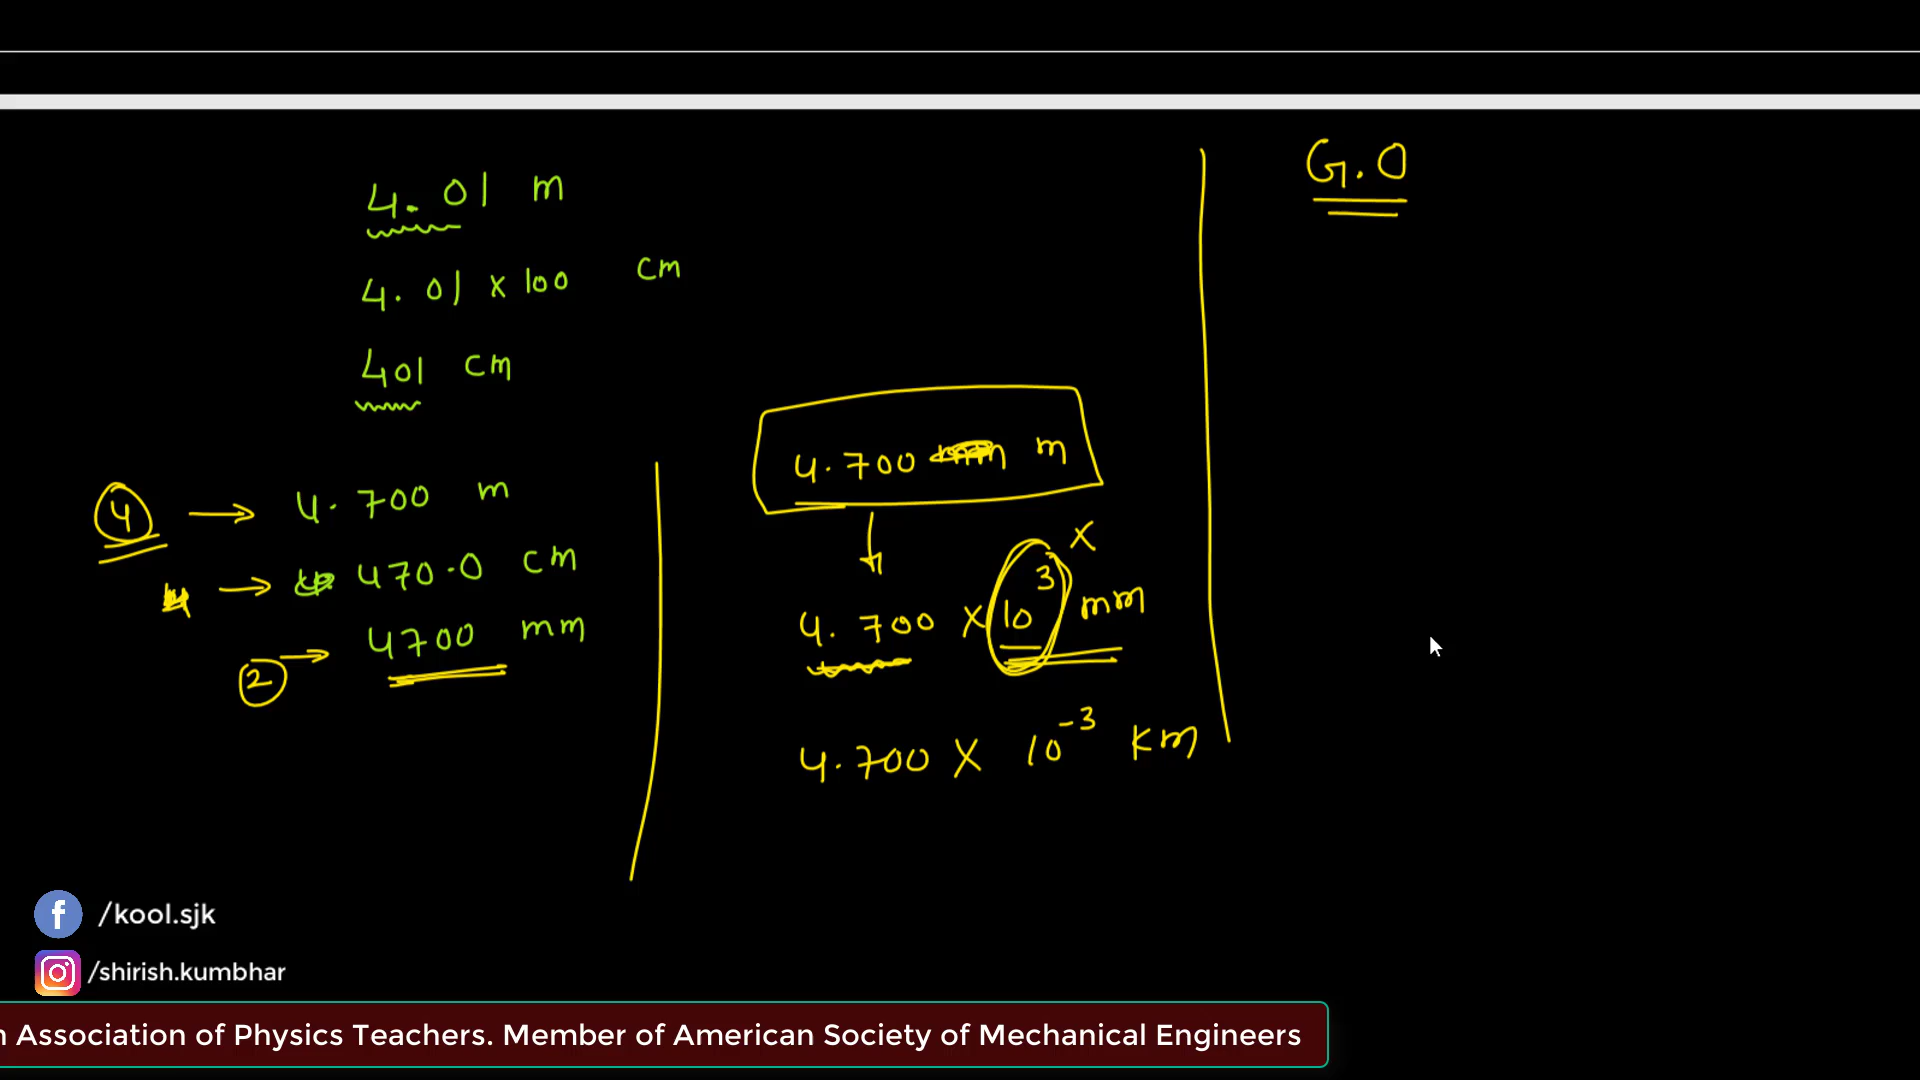 4.01 m
4.01 x 100 cm
401 cm
4 → 4.700 m
→ 470.0 cm
2 → 4700 mm
4.700 m
4.700 x 10³ mm
x
4.700 x 10⁻³ km
G.O
/kool.sjk
/shirish.kumbhar
Association of Physics Teachers. Member of American Society of Mechanical Engineers